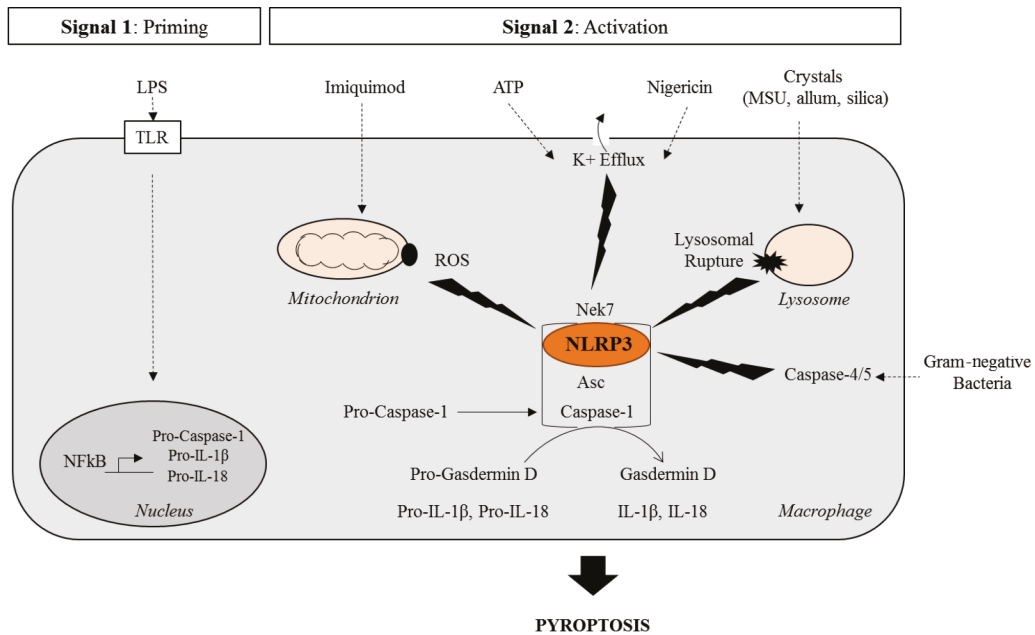 Signal 1: Priming
Signal 2: Activation
LPS
Imiquimod
ATP
Nigericin
Crystals
(MSU, allum, silica)
TLR
K+ Efflux
ROS
Lysosomal
Rupture
Mitochondrion
Lysosome
Nek7
NLRP3
Asc
Caspase-4/5
Gram-negative
Bacteria
Pro-Caspase-1
Caspase-1
NFkB
Pro-Caspase-1
Pro-IL-1β
Pro-IL-18
Nucleus
Pro-Gasdermin D
Gasdermin D
Pro-IL-1β, Pro-IL-18
IL-1β, IL-18
Macrophage
PYROPTOSIS